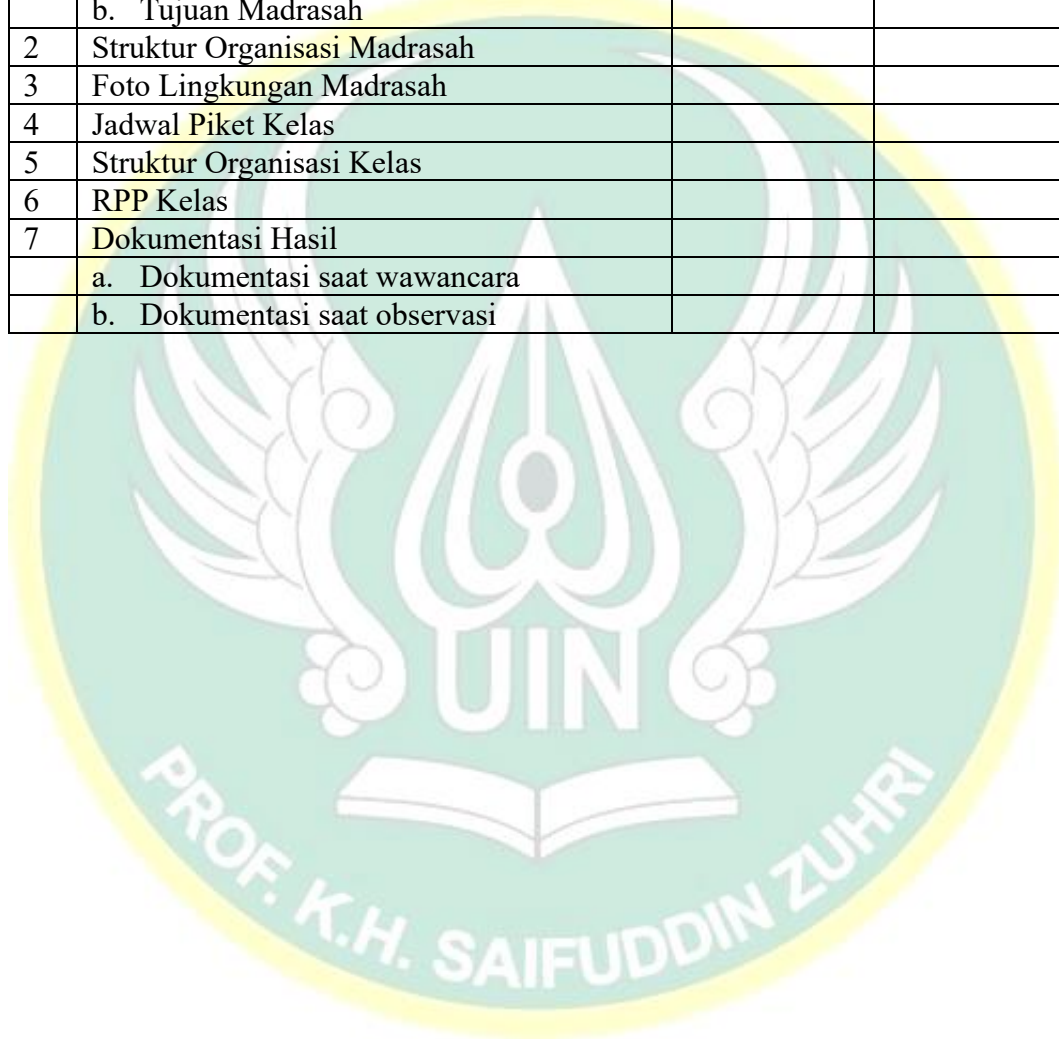 b. Tujuan Madrasah
2 Struktur Organisasi Madrasah
3 Foto Lingkungan Madrasah
4 Jadwal Piket Kelas
5 Struktur Organisasi Kelas
6 RPP Kelas
7 Dokumentasi Hasil
a. Dokumentasi saat wawancara
b. Dokumentasi saat observasi
UIN
PROF. K.H. SAIFUDDIN ZUHRI